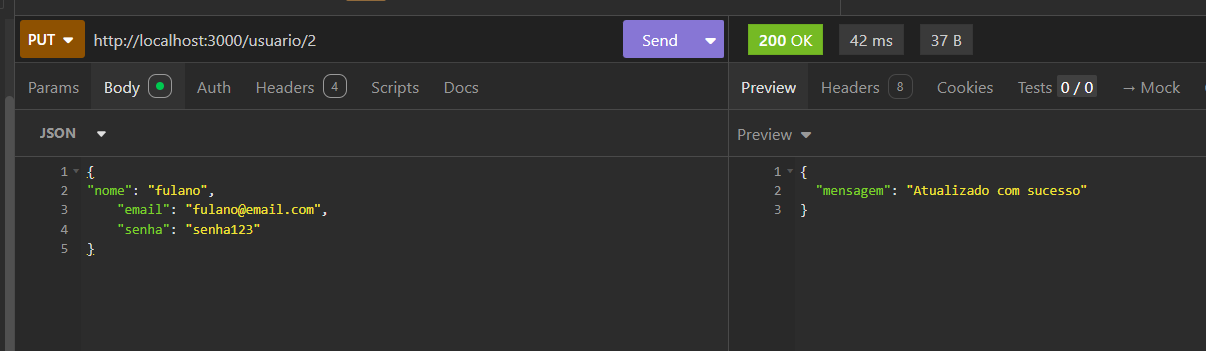 PUT http://localhost:3000/usuario/2 Send 200 OK 42 ms 37 B
Params Body Auth Headers 4 Scripts Docs Preview Headers 8 Cookies Tests 0 / 0 → Mock
JSON Preview
1 {
2 "nome": "fulano",
3 "email": "fulano@email.com",
4 "senha": "senha123"
5 }
1 {
2 "mensagem": "Atualizado com sucesso"
3 }